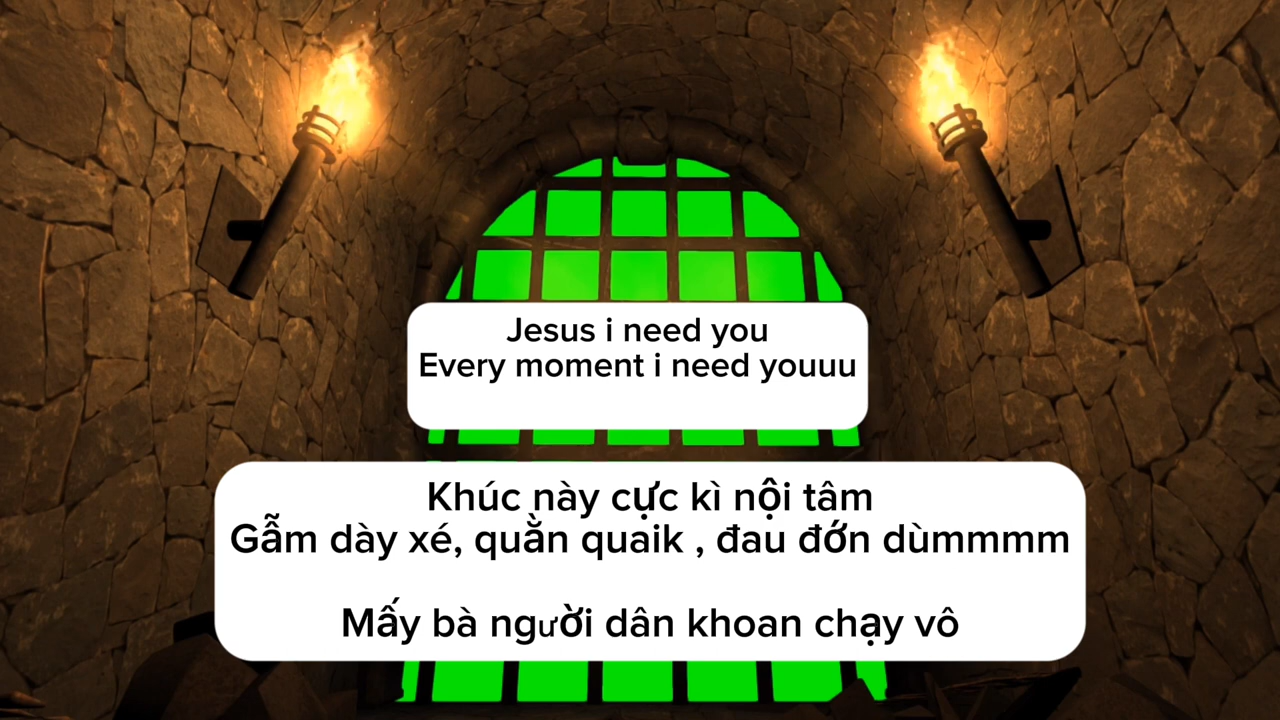 Jesus i need you
Every moment i need youuu
Khúc này cực kì nội tâm
Gẫm dày xé, quằn quaik , đau đớn dùmmmm
Mấy bà người dân khoan chạy vô